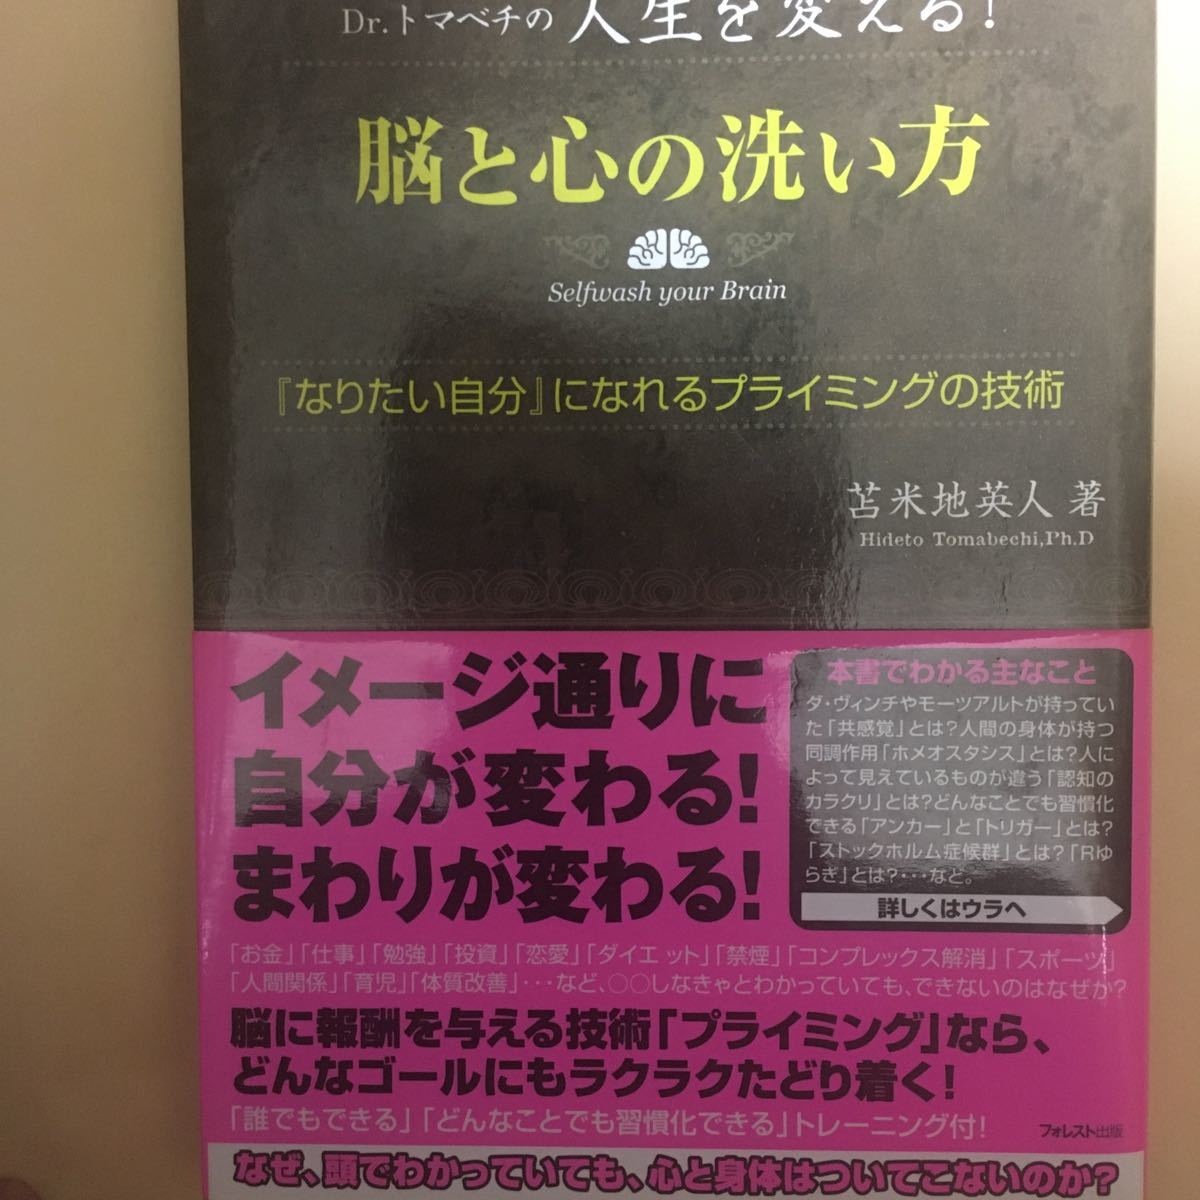 Dr.トマベチの 人生を変える!
脳と心の洗い方
Selfwash your Brain
『なりたい自分』になれるプライミングの技術
苫米地英人 著
Hideto Tomabechi,Ph.D
イメージ通りに
自分が変わる!
まわりが変わる!
本書でわかる主なこと
ダ・ヴィンチやモーツアルトが持ってい
た「共感覚」とは?人間の身体が持つ
同調作用「ホメオスタシス」とは?人に
よって見えているものが違う「認知の
カラクリ」とは?どんなことでも習慣化
できる「アンカー」と「トリガー」とは?
「ストックホルム症候群」とは?「Rゆ
らぎ」とは?・・・など。
詳しくはウラへ
「お金」「仕事」「勉強」「投資」「恋愛」「ダイエット」「禁煙」「コンプレックス解消」「スポーツ」
「人間関係」「育児」「体質改善」・・・など、○○しなきゃとわかっていても、できないのはなぜか?
脳に報酬を与える技術「プライミング」なら、
どんなゴールにもラクラクたどり着く!
「誰でもできる」「どんなことでも習慣化できる」トレーニング付!
フォレスト出版
なぜ、頭でわかっていても、心と身体はついてこないのか?